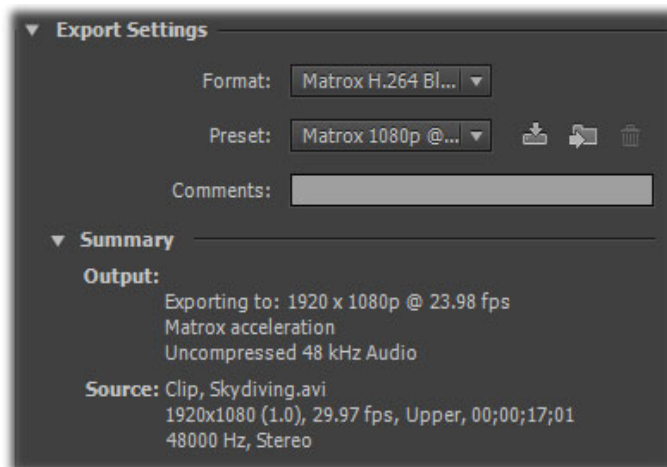 Export Settings
Format: Matrox H.264 Bl...
Preset: Matrox 1080p @...
Comments:
Summary
Output:
Exporting to: 1920 x 1080p @ 23.98 fps
Matrox acceleration
Uncompressed 48 kHz Audio
Source: Clip, Skydiving.avi
1920x1080 (1.0), 29.97 fps, Upper, 00;00;17;01
48000 Hz, Stereo